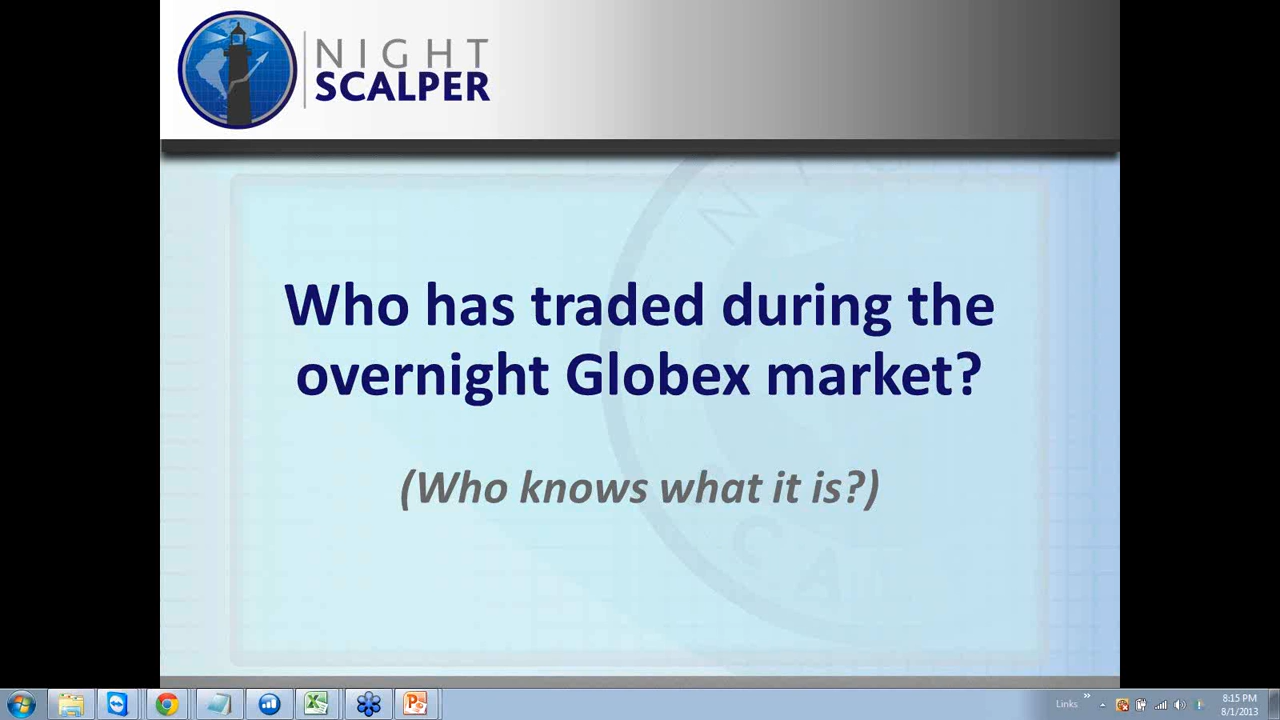 NIGHT
SCALPER
Who has traded during the
overnight Globex market?
(Who knows what it is?)
Links
8:15 PM
8/1/2013